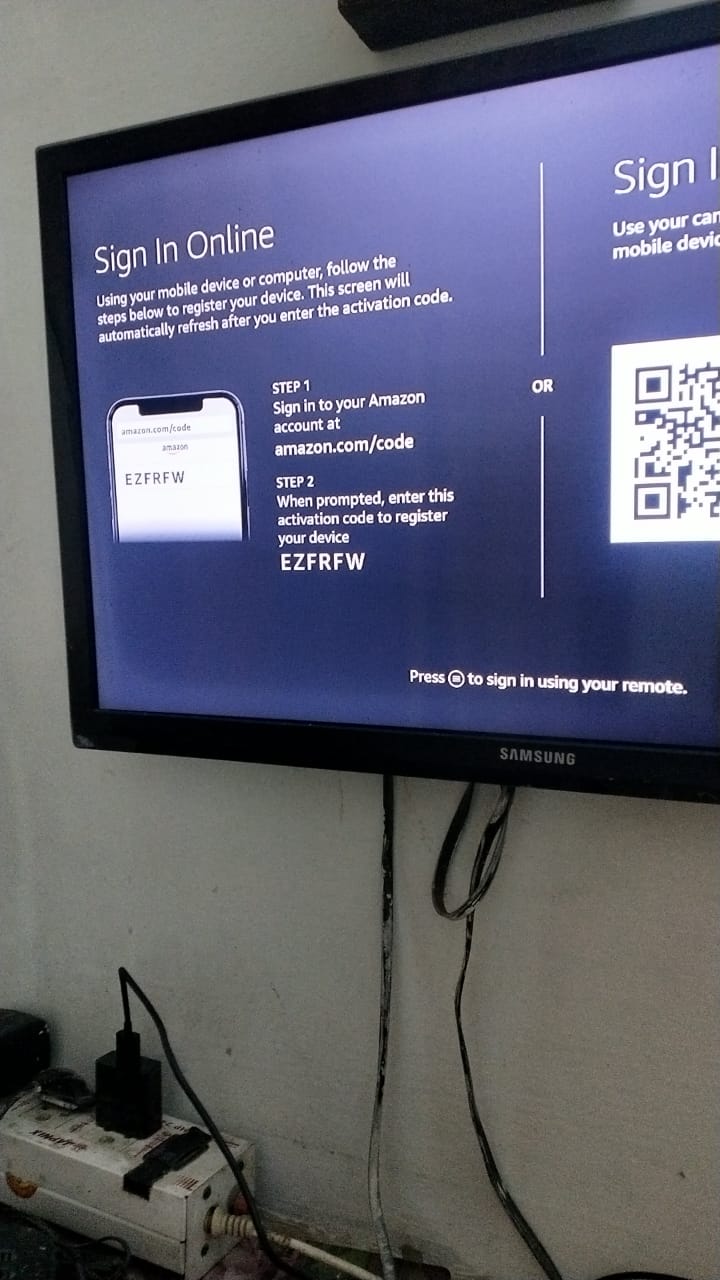 Sign In Online
Using your mobile device or computer, follow the
steps below to register your device. This screen will
automatically refresh after you enter the activation code.
amazon.com/code
amazon
EZFRFW
STEP 1
Sign in to your Amazon
account at
amazon.com/code
STEP 2
When prompted, enter this
activation code to register
your device
EZFRFW
OR
Sign I
Use your
mobile
Press to sign in using your remote.
SAMSUNG